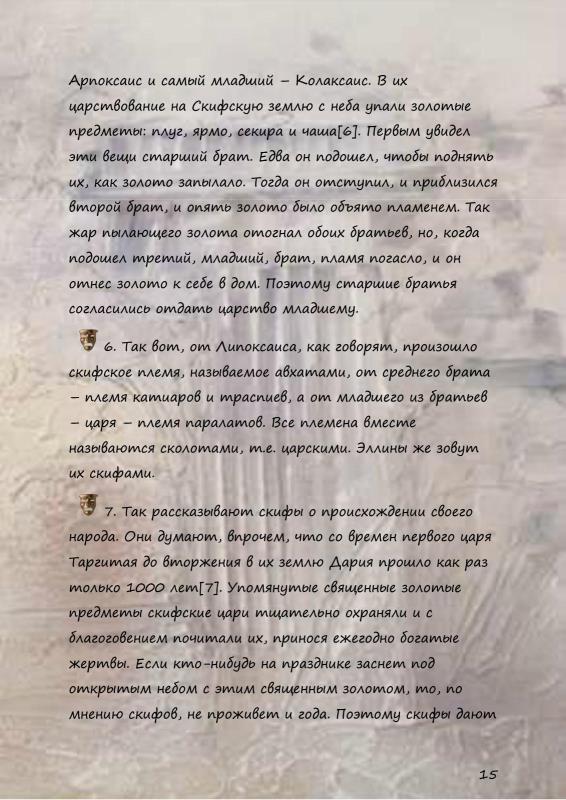 Арпоксаис и самый младший – Колаксаис. В их
царствование на Скифскую землю с неба упали золотые
предметы: плуг, ярмо, секира и чаша[6]. Первым увидел
эти вещи старший брат. Едва он подошел, чтобы поднять
их, как золото запылало. Тогда он отступил, и приблизился
второй брат, и опять золото было объято пламенем. Так
жар пылающего золота отогнал обоих братьев, но, когда
подошел третий, младший, брат, пламя погасло, и он
отнес золото к себе в дом. Поэтому старшие братья
согласились отдать царство младшему.
6. Так вот, от Липоксаиса, как говорят, произошло
скифское племя, называемое авхатами, от среднего брата
– племя катиаров и траспиев, а от младшего из братьев
– царя – племя паралатов. Все племена вместе
называются сколотами, т.е. царскими. Эллины же зовут
их скифами.
7. Так рассказывают скифы о происхождении своего
народа. Они думают, впрочем, что со времен первого царя
Таргитая до вторжения в их землю Дария прошло как раз
только 1000 лет[7]. Упомянутые священные золотые
предметы скифские цари тщательно охраняли и с
благоговением почитали их, принося ежегодно богатые
жертвы. Если кто-нибудь на празднике заснет под
открытым небом с этим священным золотом, то, по
мнению скифов, не проживет и года. Поэтому скифы дают
15